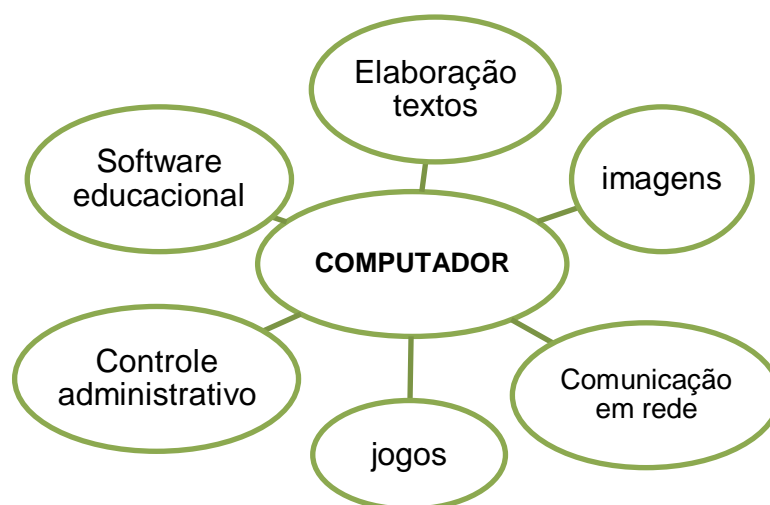 Elaboração
textos
Software
educacional
imagens
COMPUTADOR
Controle
administrativo
Comunicação
em rede
jogos